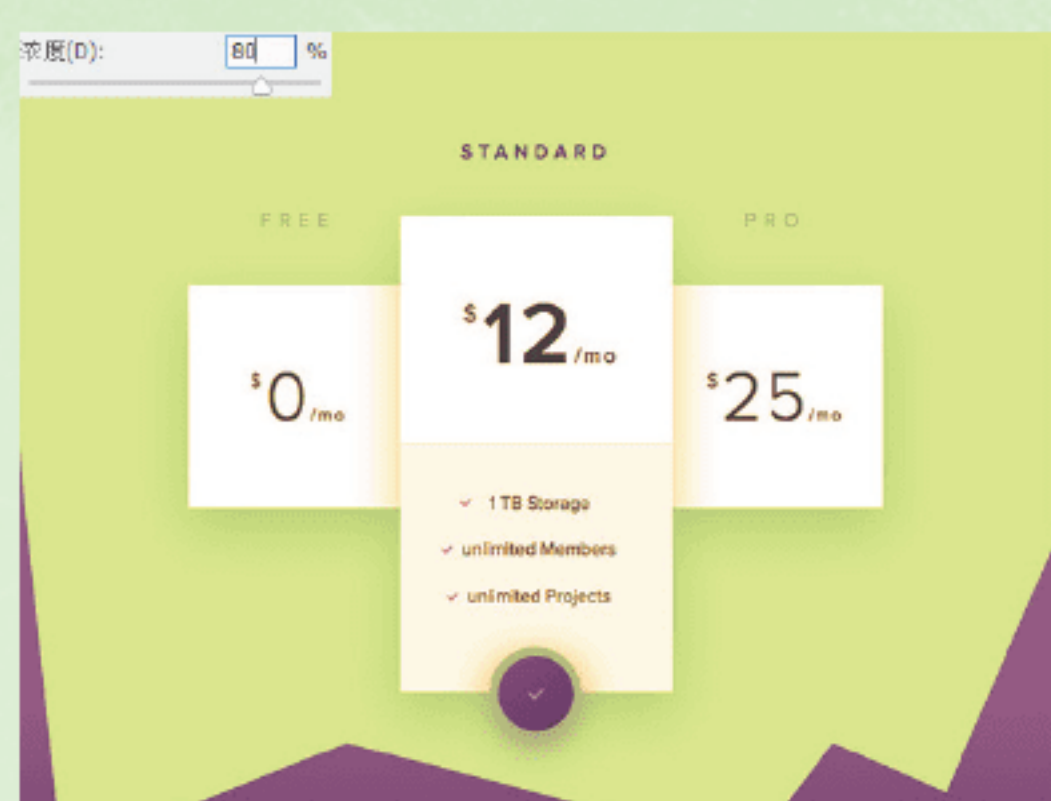 浓度(D): 80 %
STANDARD
FREE
PRO
$12/mo
$0/mo
$25/mo
1 TB Storage
unlimited Members
unlimited Projects